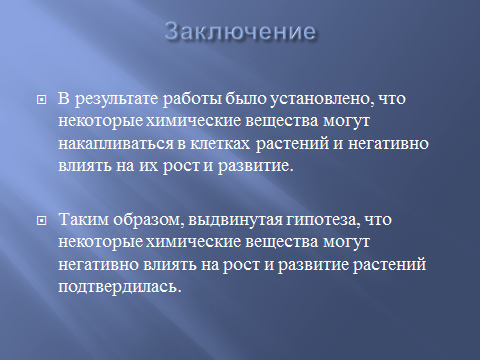 Заключение
В результате работы было установлено, что
некоторые химические вещества могут
накапливаться в клетках растений и негативно
влиять на их рост и развитие.
Таким образом, выдвинутая гипотеза, что
некоторые химические вещества могут
негативно влиять на рост и развитие растений
подтвердилась.